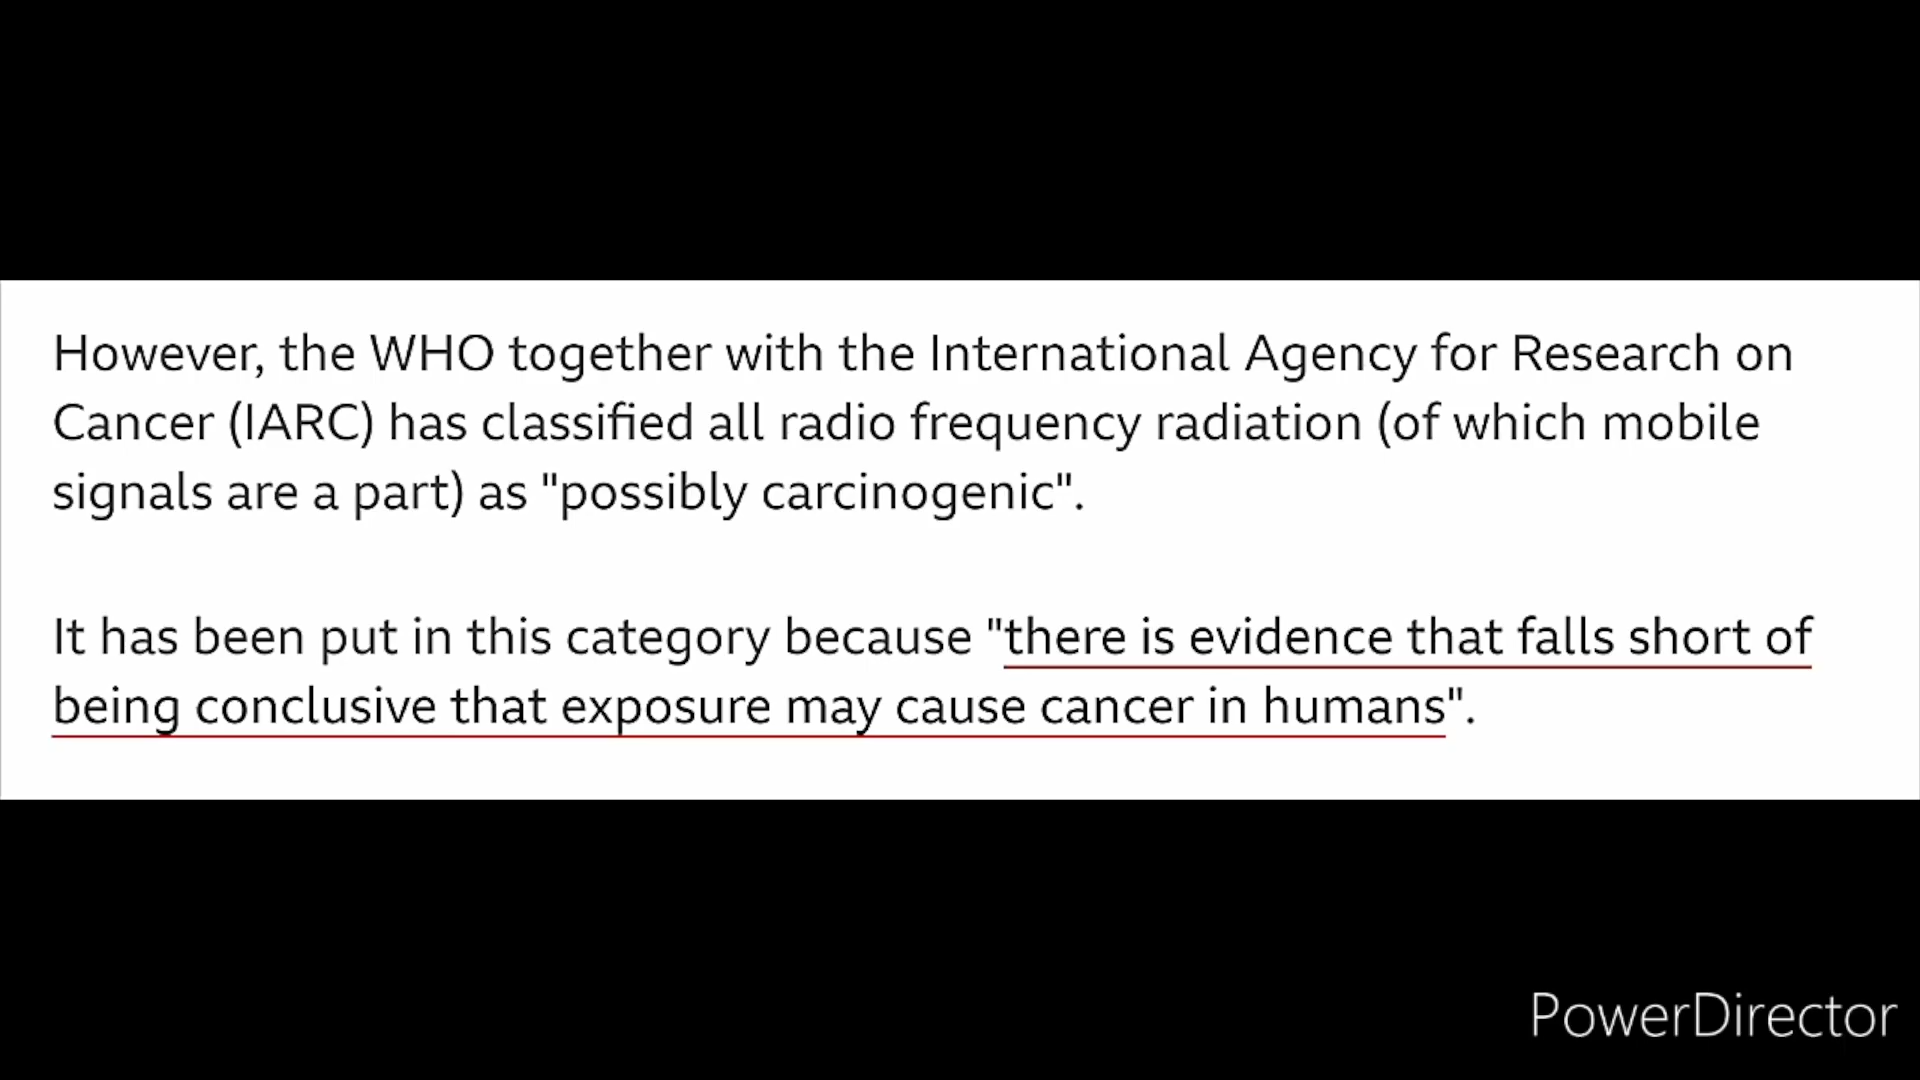 However, the WHO together with the International Agency for Research on
Cancer (IARC) has classified all radio frequency radiation (of which mobile
signals are a part) as "possibly carcinogenic".
It has been put in this category because "there is evidence that falls short of
being conclusive that exposure may cause cancer in humans".
PowerDirector